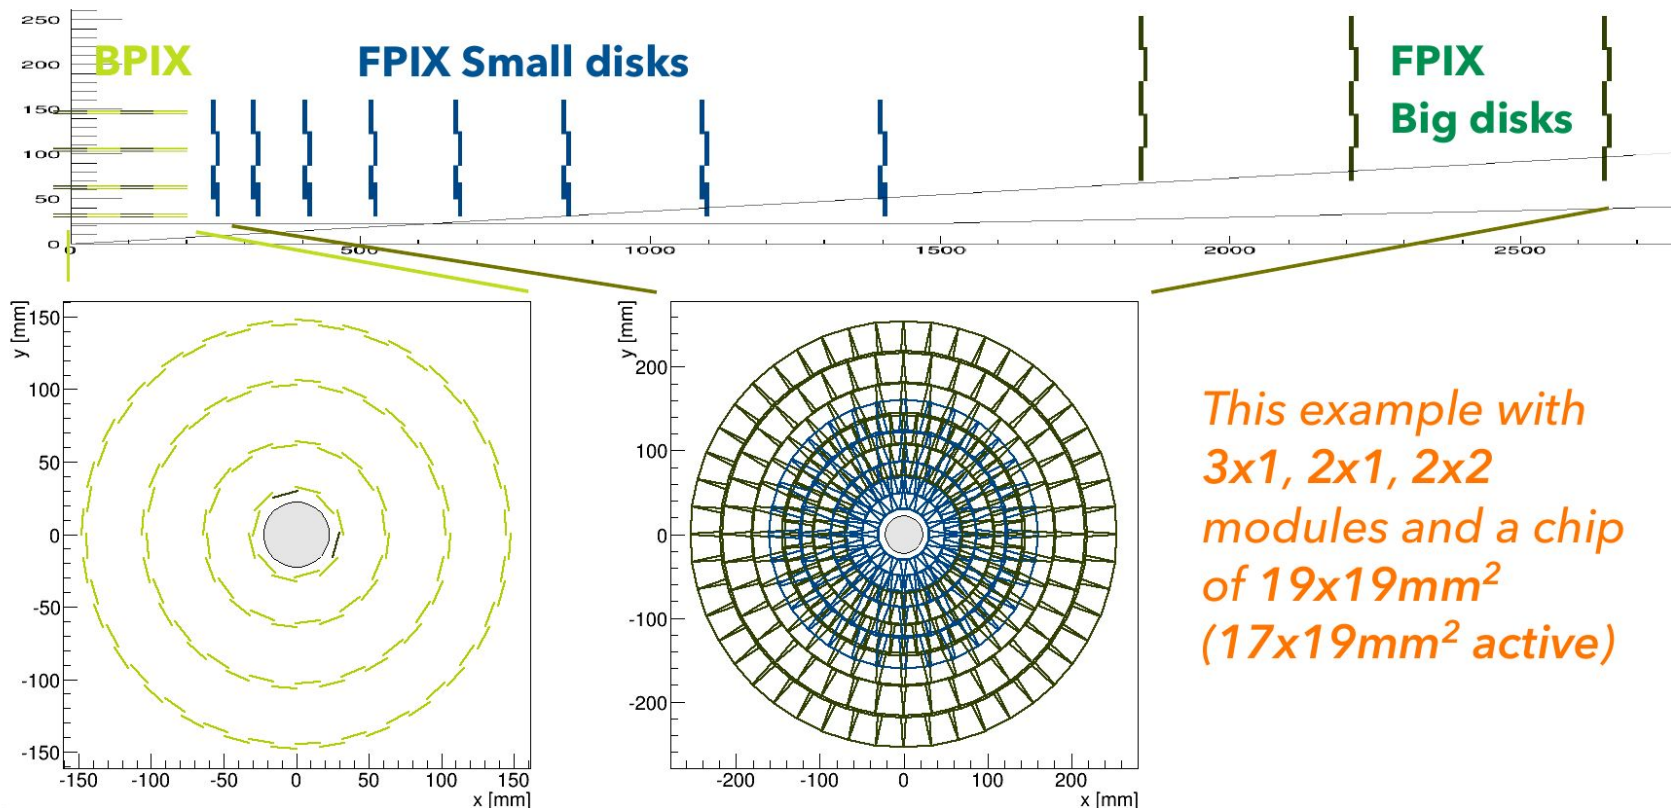 250
200
150
100
50
0
BPIX
FPIX Small disks
FPIX
Big disks
0 500 1000 1500 2000 2500
y [mm]
150
100
50
0
-50
-100
-150
-150 -100 -50 0 50 100 150
x [mm]
y [mm]
200
100
0
-100
-200
-200 -100 0 100 200
x [mm]
This example with
3x1, 2x1, 2x2
modules and a chip
of 19x19mm²
(17x19mm² active)